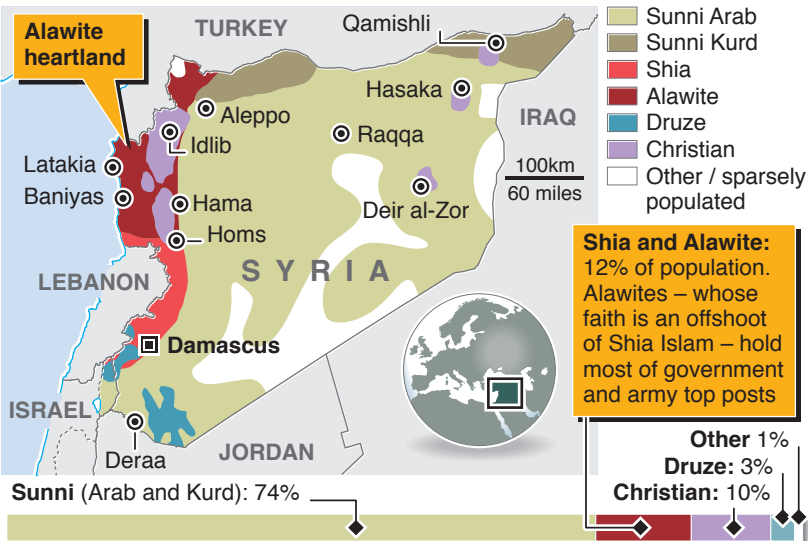 Alawite
heartland
TURKEY
Qamishli
Sunni Arab
Sunni Kurd
Shia
Alawite
Druze
Christian
Other / sparsely
populated
Hasaka
IRAQ
Aleppo
Idlib
Raqqa
100km
60 miles
Latakia
Baniyas
Hama
Deir al-Zor
Homs
SYRIA
LEBANON
Damascus
ISRAEL
JORDAN
Deraa
Shia and Alawite:
12% of population.
Alawites – whose
faith is an offshoot
of Shia Islam – hold
most of government
and army top posts
Other 1%
Druze: 3%
Christian: 10%
Sunni (Arab and Kurd): 74%